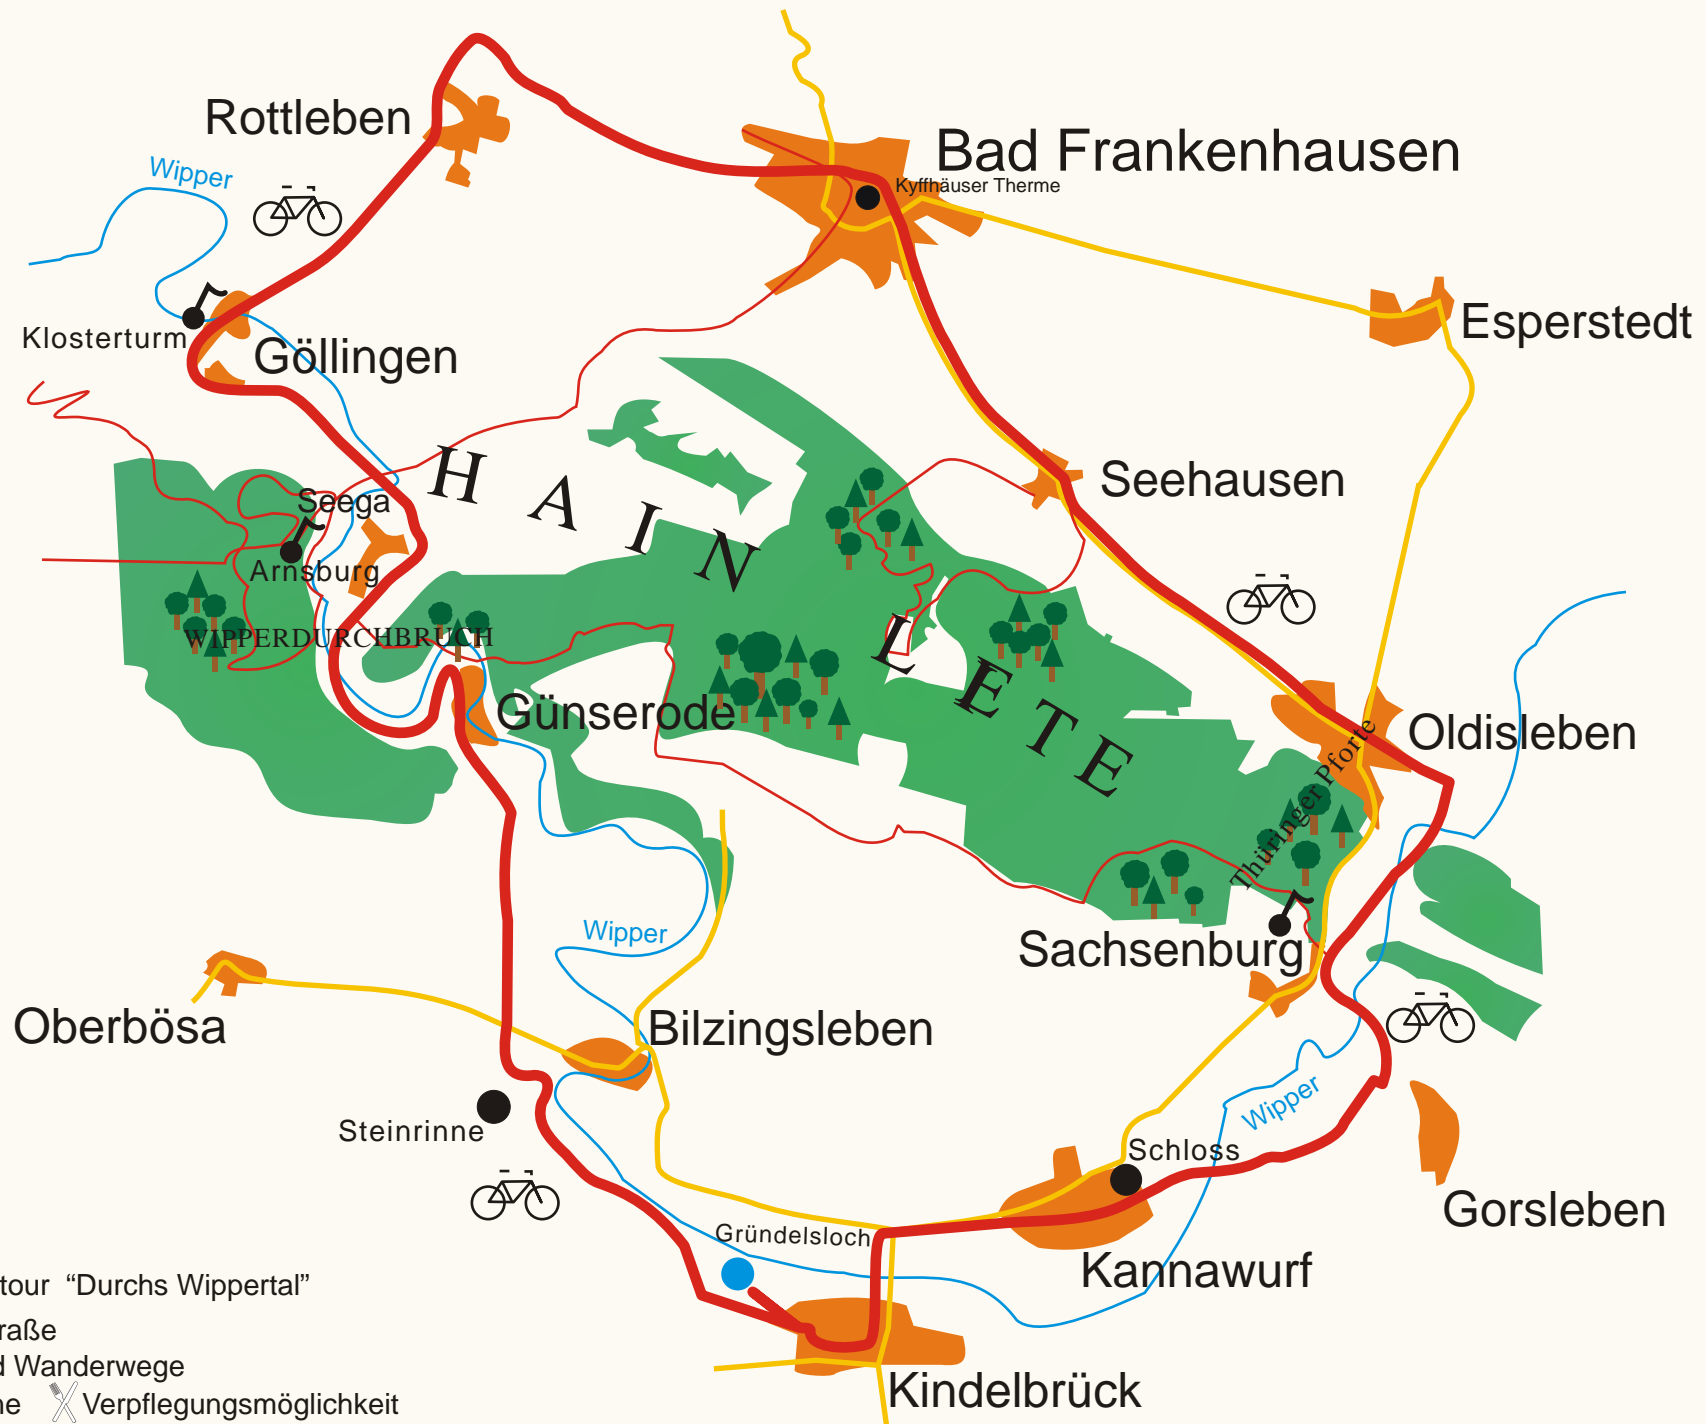 Rottleben
Bad Frankenhausen
Kyffhäuser Therme
Wipper
Klosterturm
Göllingen
Esperstedt
HAINLETE
Seehausen
Seega
Arnsburg
WIPPERDURCHBRUCH
Günserode
Oldisleben
Thüringer Pforte
Wipper
Sachsenburg
Oberbösa
Bilzingsleben
Steinrinne
Wipper
Schloss
Gorsleben
Gründelsloch
Kannawurf
Kindelbrück
tour “Durchs Wippertal”
raße
d Wanderwege
ne Verpflegungsmöglichkeit